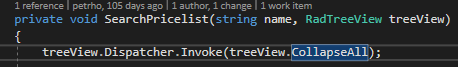 1 reference | petrho, 105 days ago | 1 author, 1 change | 1 work item
private void SearchPricelist(string name, RadTreeView treeView)
{
treeView.Dispatcher.Invoke(treeView.CollapseAll);